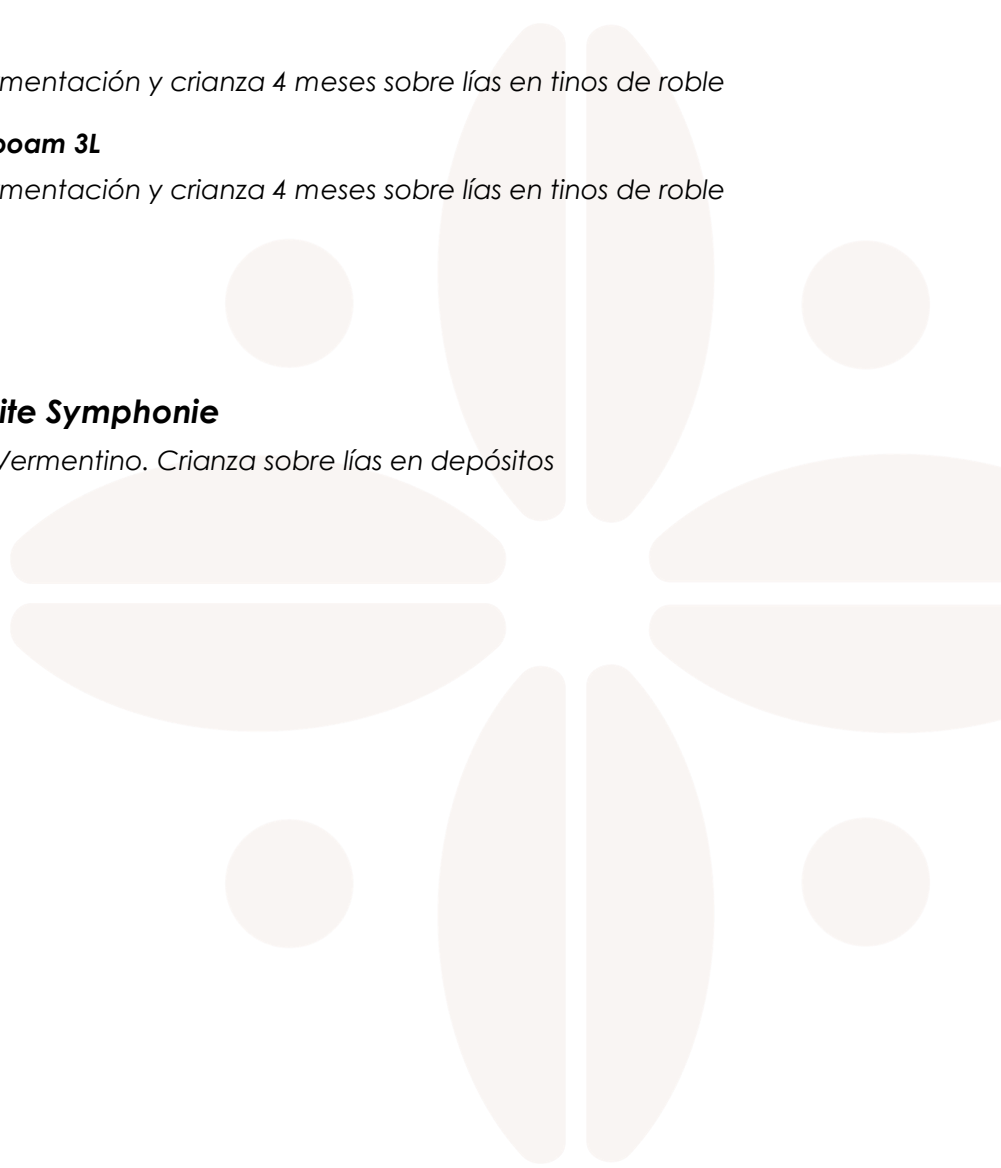 mentación y crianza 4 meses sobre lías en tinos de roble
boam 3L
mentación y crianza 4 meses sobre lías en tinos de roble
ite Symphonie
Vermentino. Crianza sobre lías en depósitos